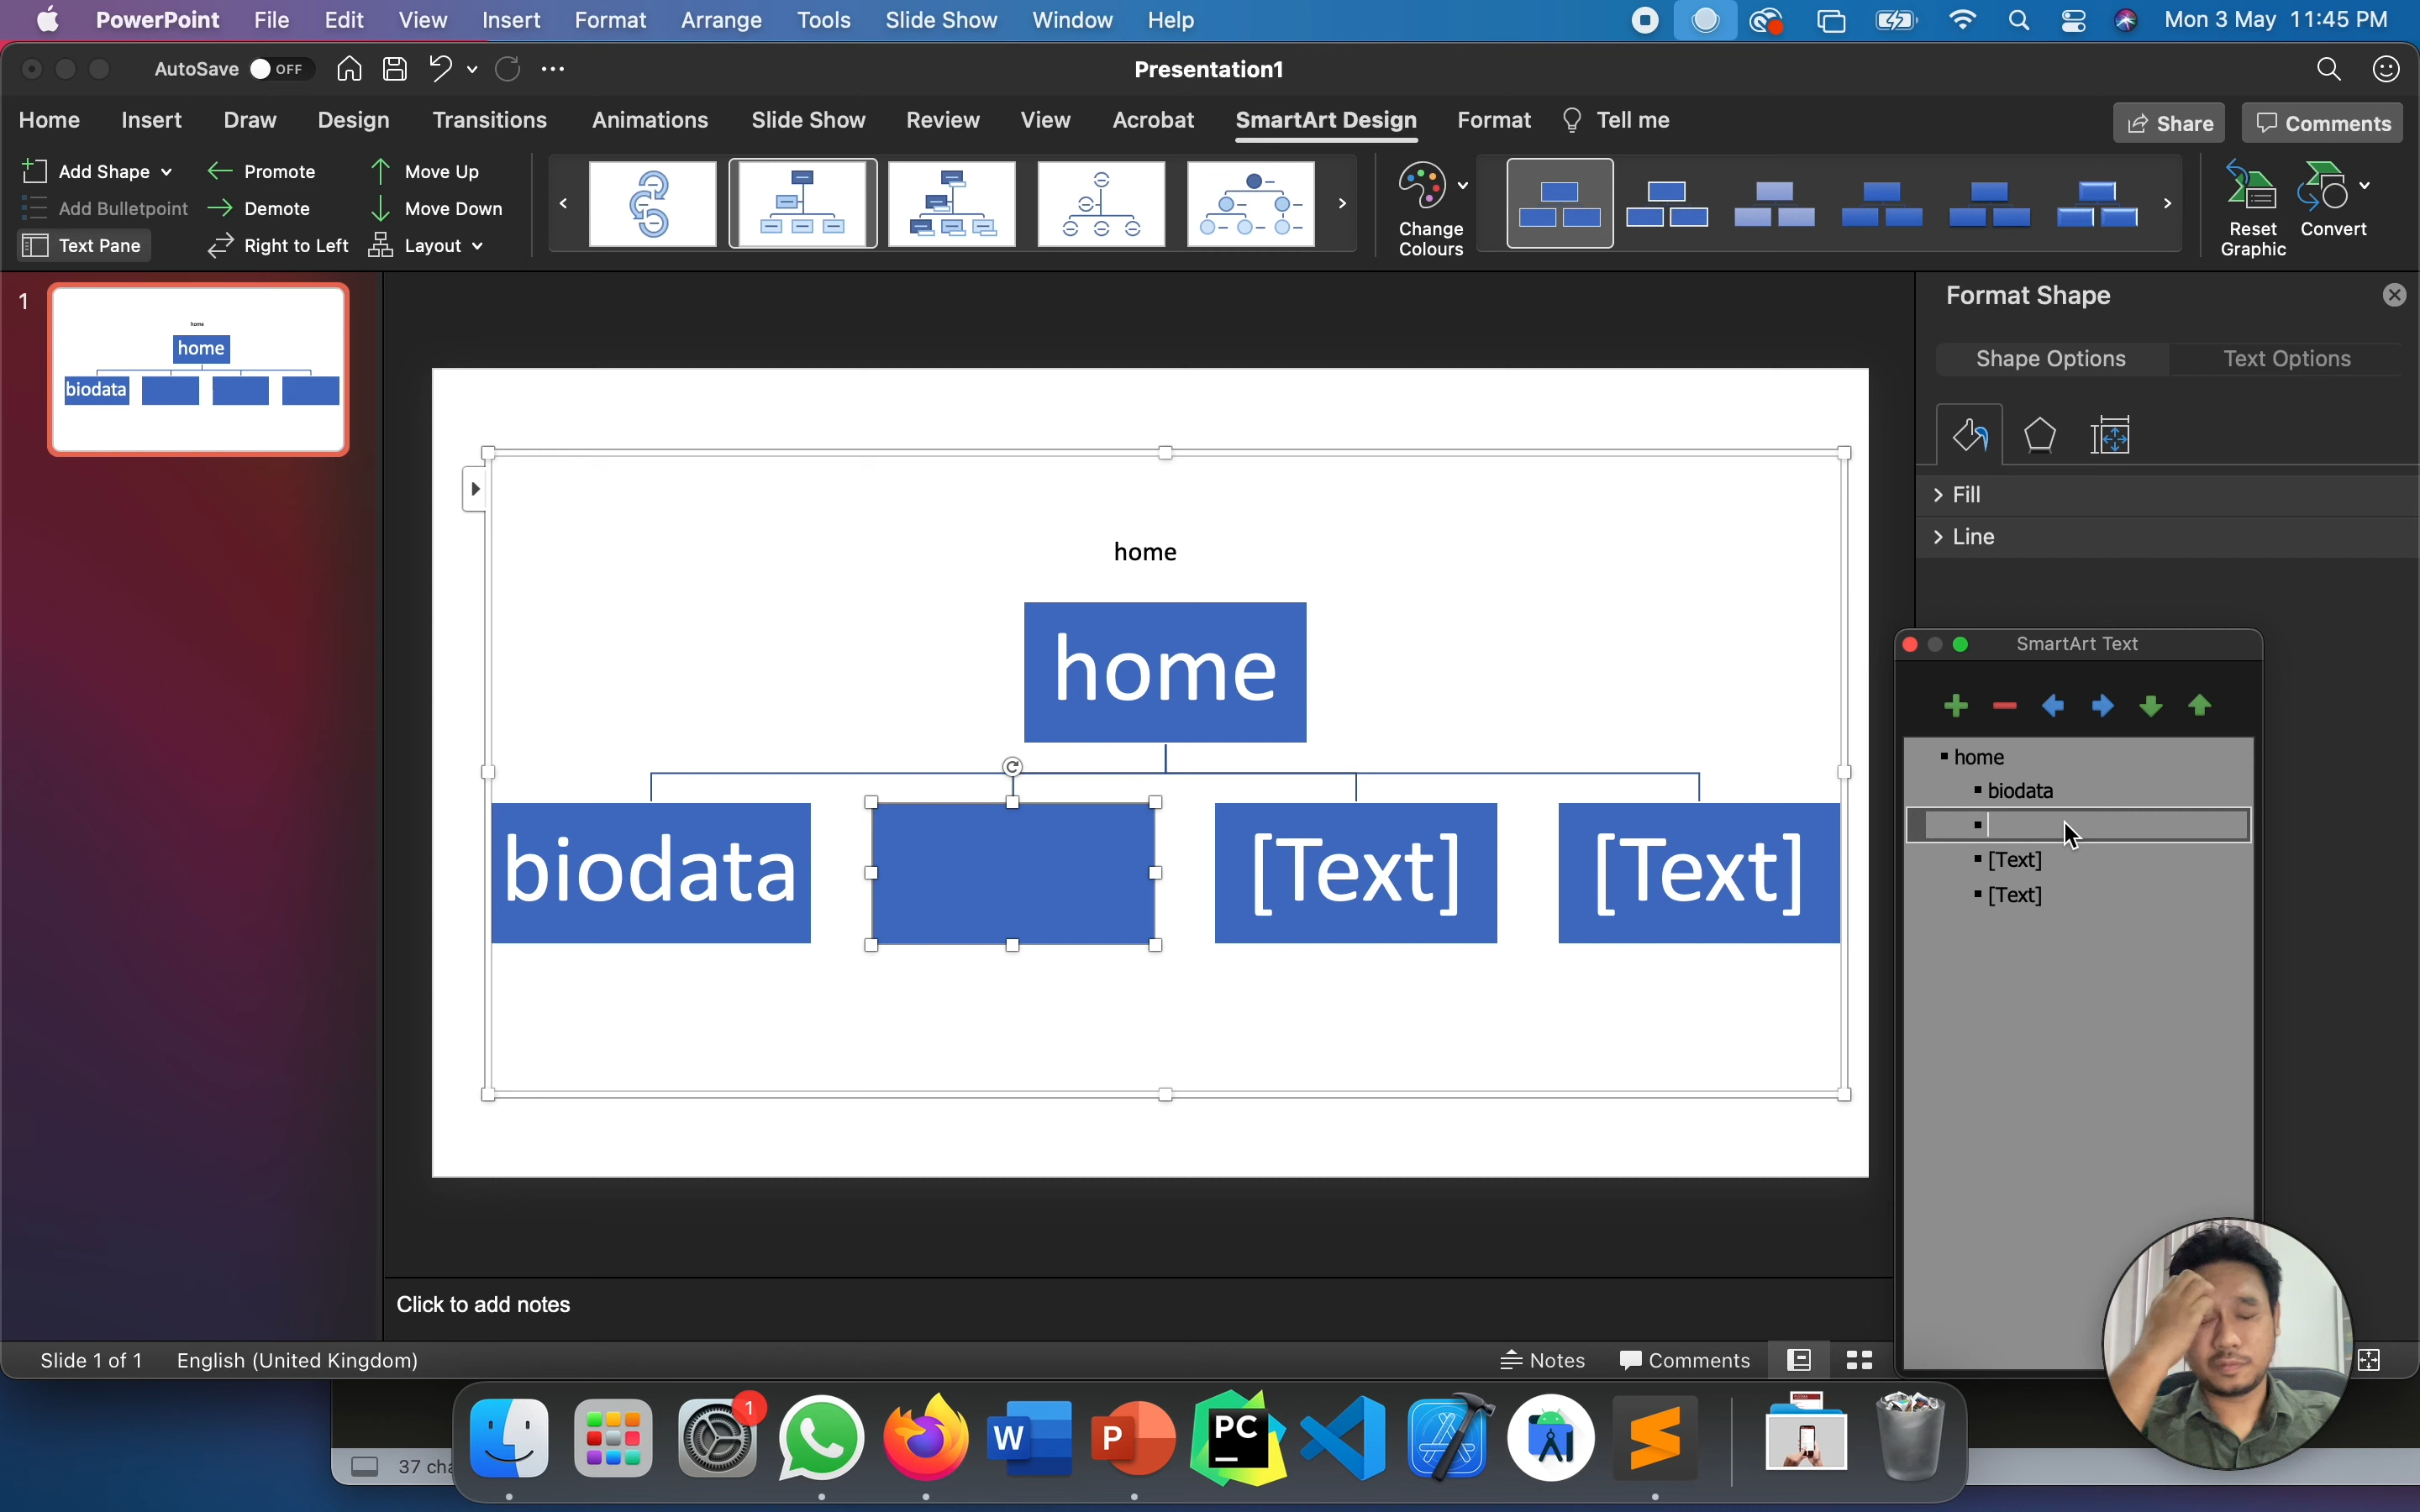 PowerPoint File Edit View Insert Format Arrange Tools Slide Show Window Help Mon 3 May 11:45 PM
AutoSave OFF Presentation1
Home Insert Draw Design Transitions Animations Slide Show Review View Acrobat SmartArt Design Format Tell me Share Comments
Add Shape Promote Move Up
Add Bulletpoint Demote Move Down
Text Pane Right to Left Layout
Change
Colours
Reset
Graphic
Convert
1
home
home
biodata
home
home
biodata [Text] [Text]
Format Shape
Shape Options Text Options
Fill
Line
SmartArt Text
home
biodata
[Text]
[Text]
Click to add notes
Slide 1 of 1 English (United Kingdom) Notes Comments
37 cha
1
W
P
PC